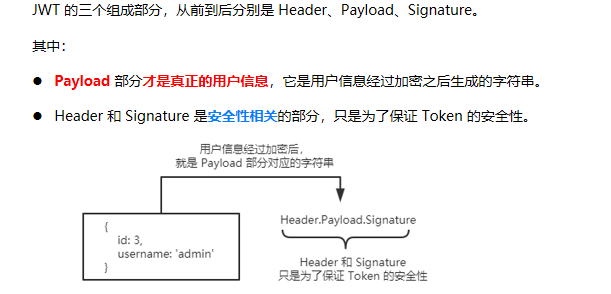 JWT 的三个组成部分，从前到后分别是 Header、Payload、Signature。
其中：
● Payload 部分才是真正的用户信息，它是用户信息经过加密之后生成的字符串。
● Header 和 Signature 是安全性相关的部分，只是为了保证 Token 的安全性。
用户信息经过加密后，
就是 Payload 部分对应的字符串
{
id: 3,
username: 'admin'
}
Header.Payload.Signature
Header 和 Signature
只是为了保证 Token 的安全性